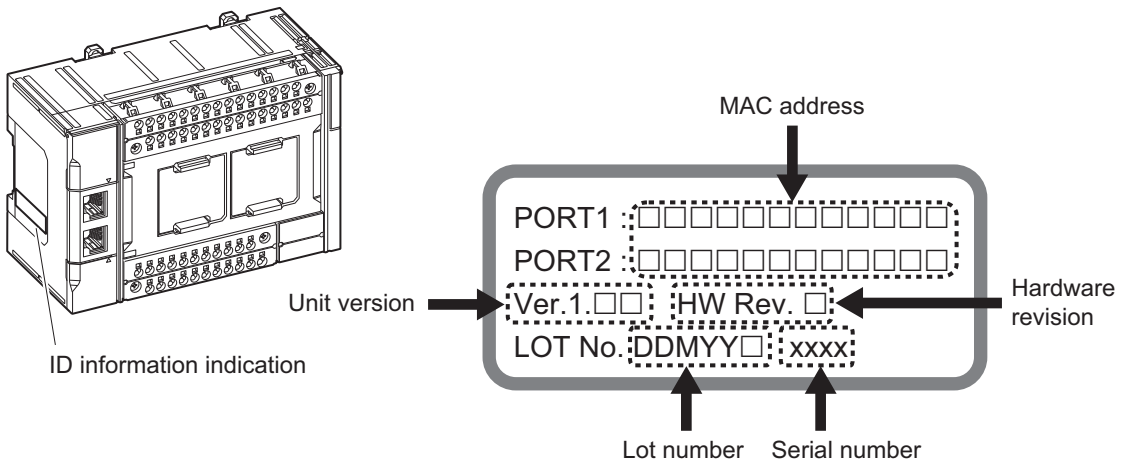 MAC address
PORT1 :□□□□□□□□□□□□
PORT2 :□□□□□□□□□□□□
Unit version
Ver.1.□□ HW Rev. □
Hardware
revision
LOT No. DDMYY□ xxxx
ID information indication
Lot number Serial number